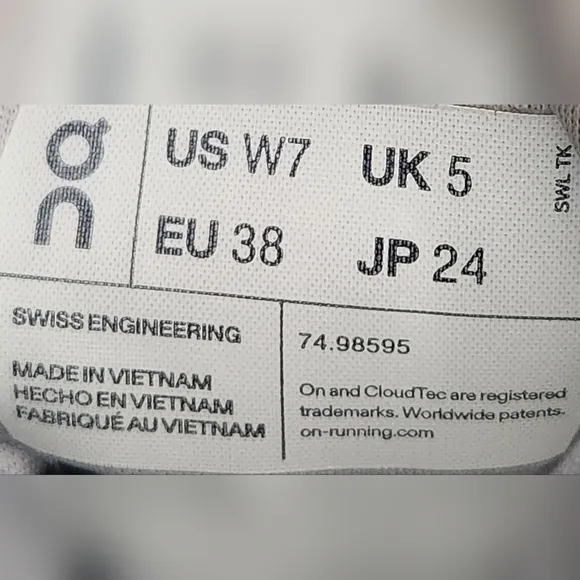 On
US W7 UK 5
EU 38 JP 24
SWL TK
SWISS ENGINEERING
MADE IN VIETNAM
HECHO EN VIETNAM
FABRIQUÉ AU VIETNAM
74.98595
On and CloudTec are registered
trademarks. Worldwide patents-
on-running.com